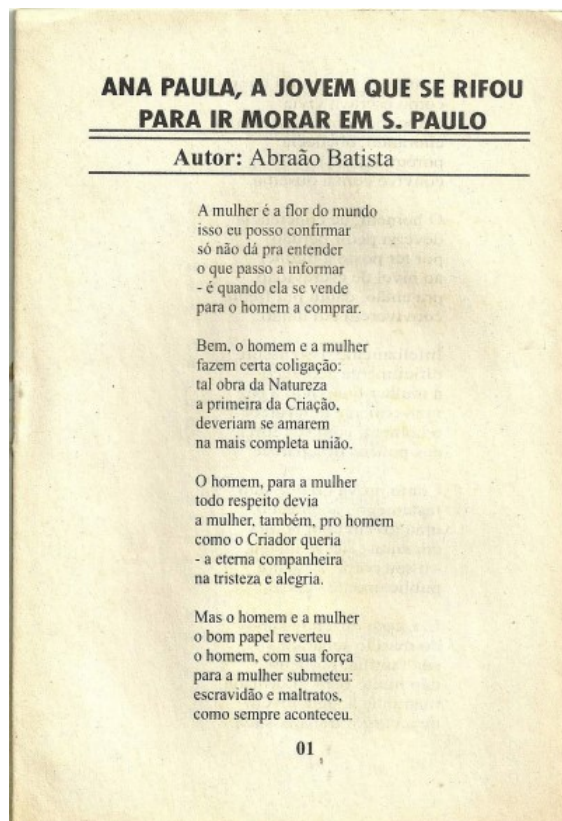 ANA PAULA, A JOVEM QUE SE RIFOU
PARA IR MORAR EM S. PAULO
Autor: Abraão Batista
A mulher é a flor do mundo
isso eu posso confirmar
só não dá pra entender
o que passo a informar
- é quando ela se vende
para o homem a comprar.
Bem, o homem e a mulher
fazem certa coligação:
tal obra da Natureza
a primeira da Criação,
deveriam se amarem
na mais completa união.
O homem, para a mulher
todo respeito devia
a mulher, também, pro homem
como o Criador queria
- a eterna companheira
na tristeza e alegria.
Mas o homem e a mulher
o bom papel reverteu
o homem, com sua força
para a mulher submeteu:
escravidão e maltratos,
como sempre aconteceu.
01